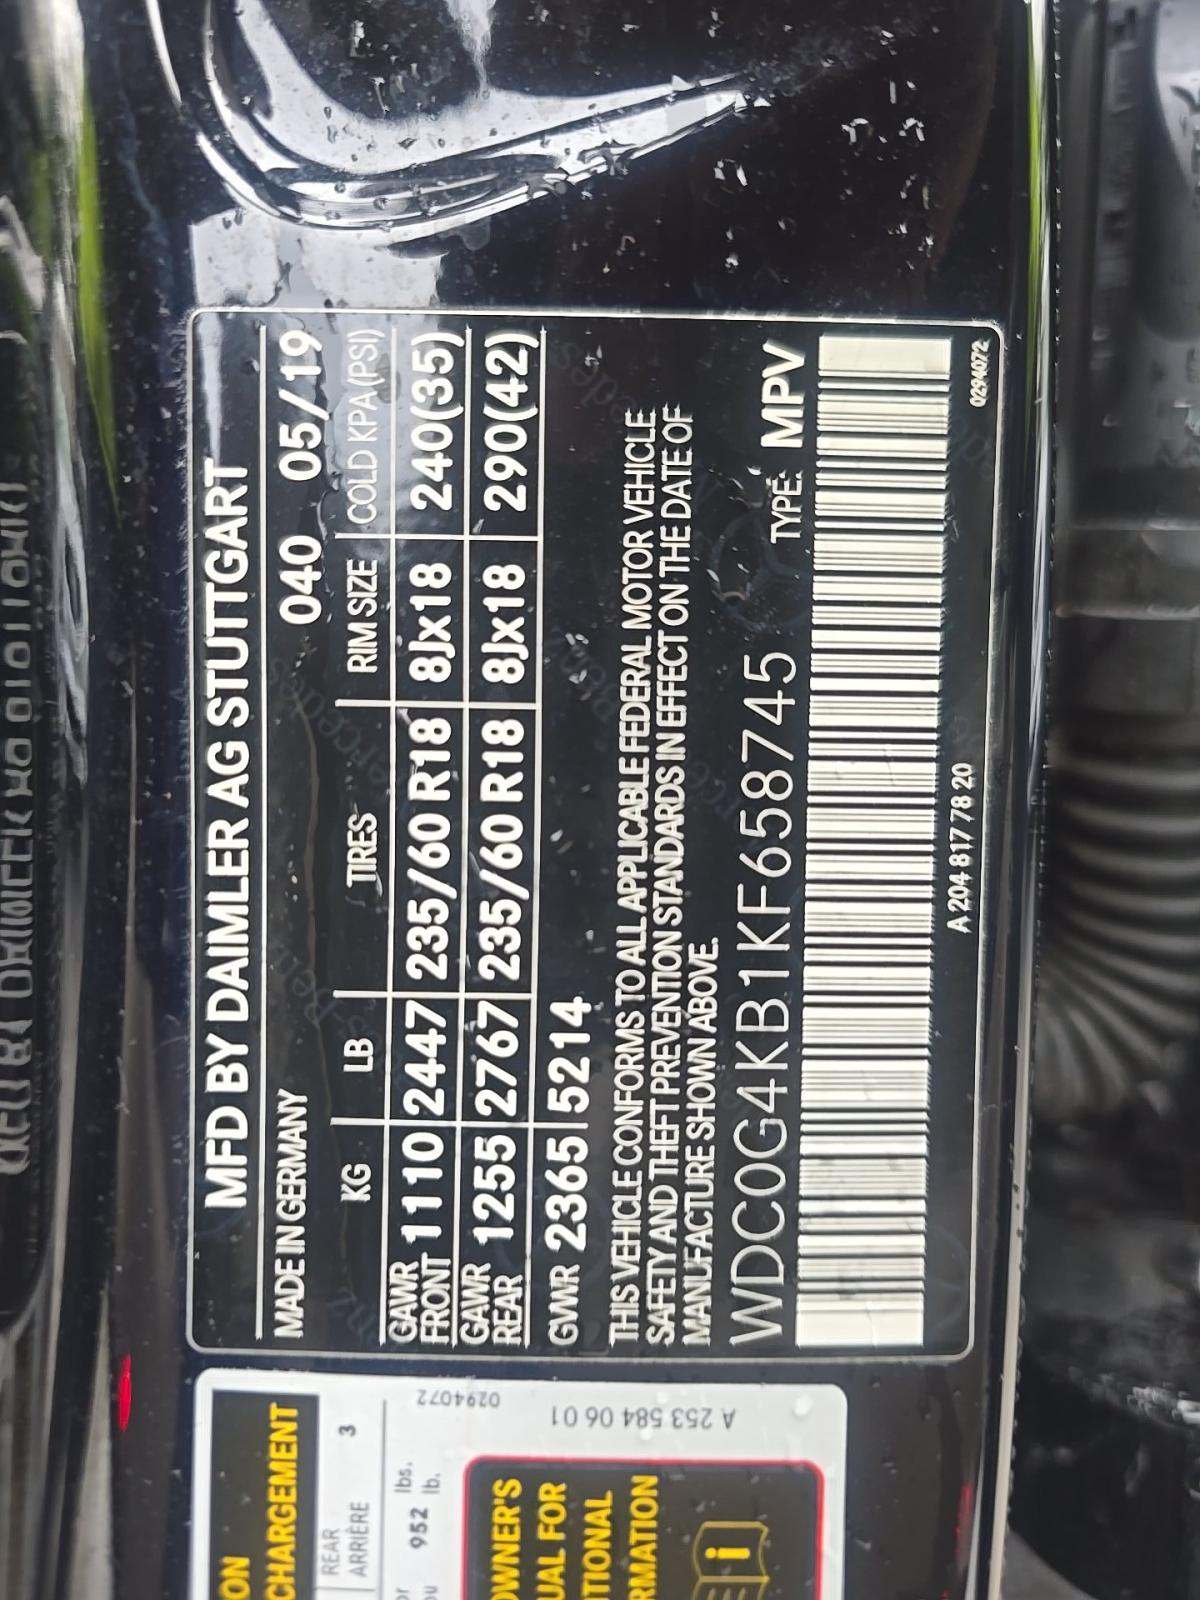 MFD BY DAIMLER AG STUTTGART
MADE IN GERMANY 040 05/19
KG LB TIRES RIM SIZE COLD KPA(PSI)
GAWR FRONT 1110 2447 235/60 R18 8Jx18 240(35)
GAWR REAR 1255 2767 235/60 R18 8Jx18 290(42)
GVWR 2365 5214
THIS VEHICLE CONFORMS TO ALL APPLICABLE FEDERAL MOTOR VEHICLE
SAFETY AND THEFT PREVENTION STANDARDS IN EFFECT ON THE DATE OF
MANUFACTURE SHOWN ABOVE.
WDC0G4KB1KF658745 TYPE: MPV
A 204 817 78 20
0294072
CHARGEMENT
REAR
ARRIÈRE 3
952 lbs.
lb.
0294072
A 253 584 06 01
OWNER'S
FOR